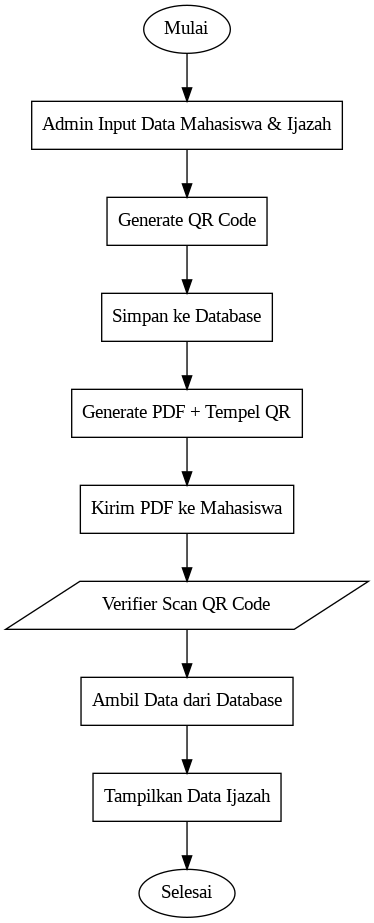 Mulai
Admin Input Data Mahasiswa & Ijazah
Generate QR Code
Simpan ke Database
Generate PDF + Tempel QR
Kirim PDF ke Mahasiswa
Verifier Scan QR Code
Ambil Data dari Database
Tampilkan Data Ijazah
Selesai